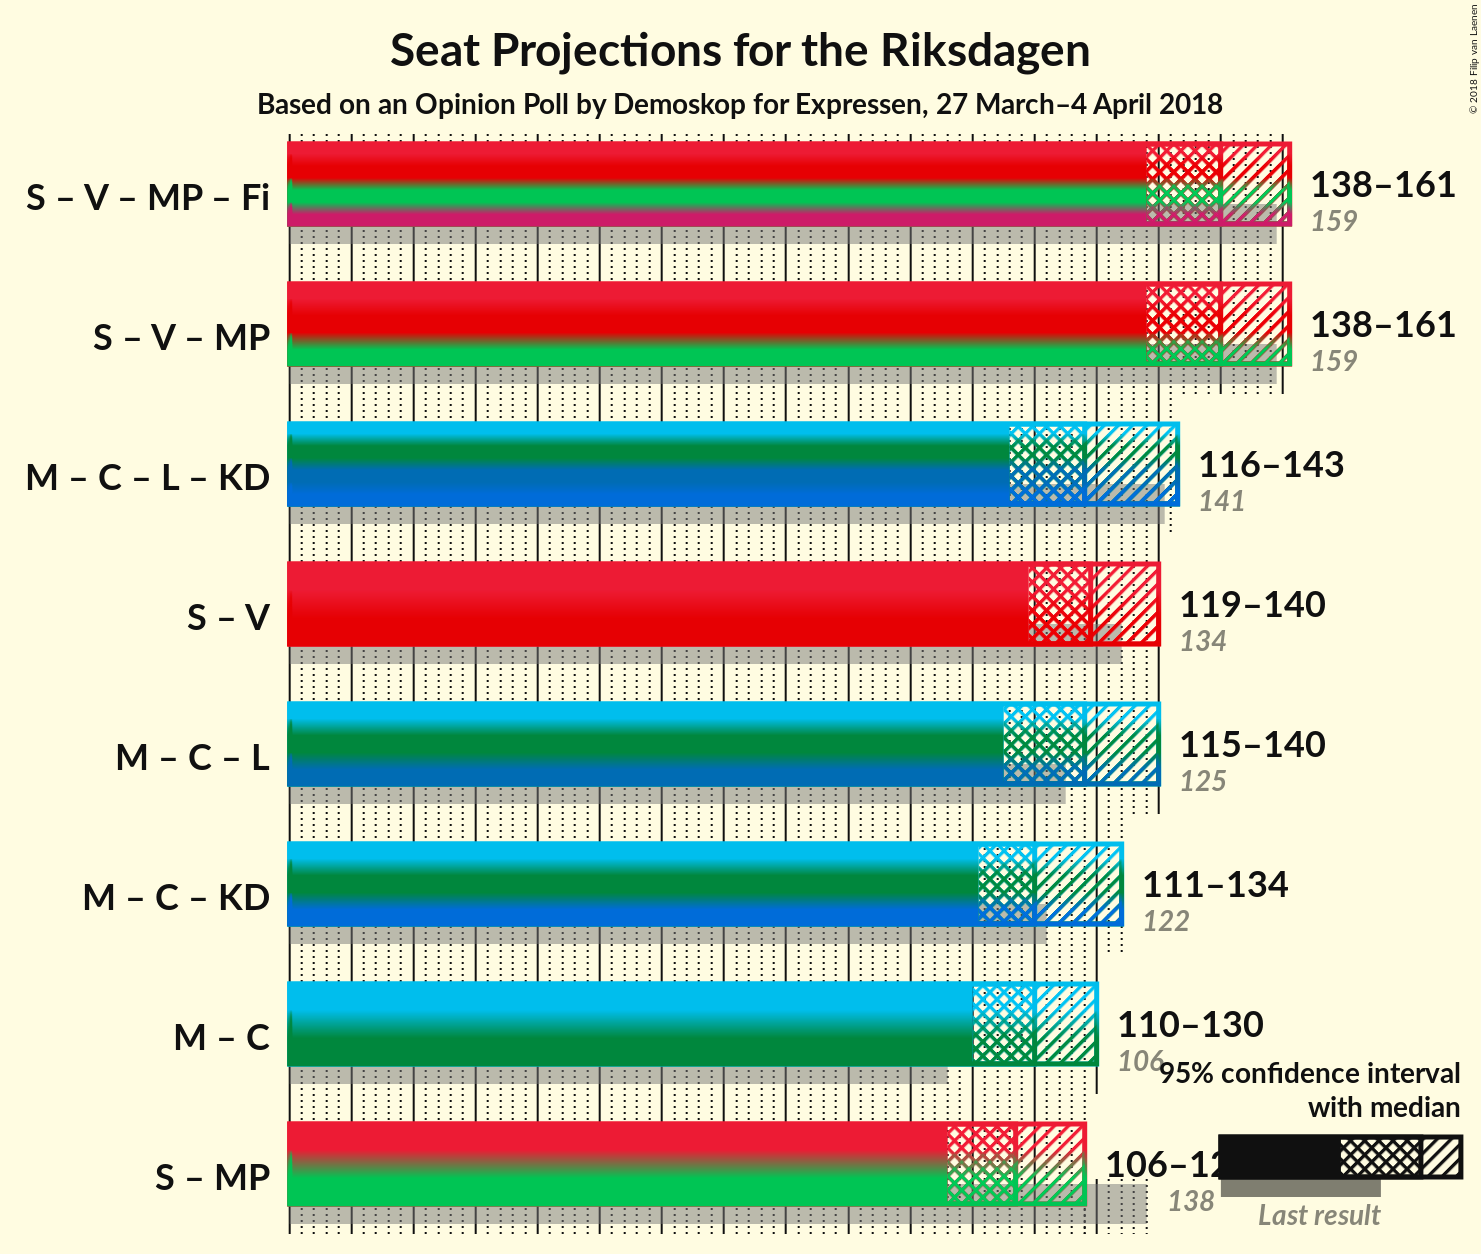 Seat Projections for the Riksdagen
Based on an Opinion Poll by Demoskop for Expressen, 27 March–4 April 2018
© 2018 Filip van Laenen
S – V – MP – Fi
138–161
159
S – V – MP
138–161
159
M – C – L – KD
116–143
141
S – V
119–140
134
M – C – L
115–140
125
M – C – KD
111–134
122
M – C
110–130
106
95% confidence interval
with median
S – MP
138
Last result